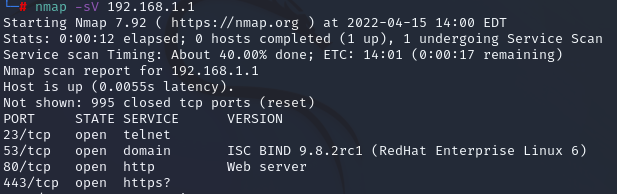 └─# nmap -sV 192.168.1.1
Starting Nmap 7.92 ( https://nmap.org ) at 2022-04-15 14:00 EDT
Stats: 0:00:12 elapsed; 0 hosts completed (1 up), 1 undergoing Service Scan
Service scan Timing: About 40.00% done; ETC: 14:01 (0:00:17 remaining)
Nmap scan report for 192.168.1.1
Host is up (0.0055s latency).
Not shown: 995 closed tcp ports (reset)
PORT    STATE SERVICE    VERSION
23/tcp  open  telnet
53/tcp  open  domain     ISC BIND 9.8.2rc1 (RedHat Enterprise Linux 6)
80/tcp  open  http       Web server
443/tcp open  https?